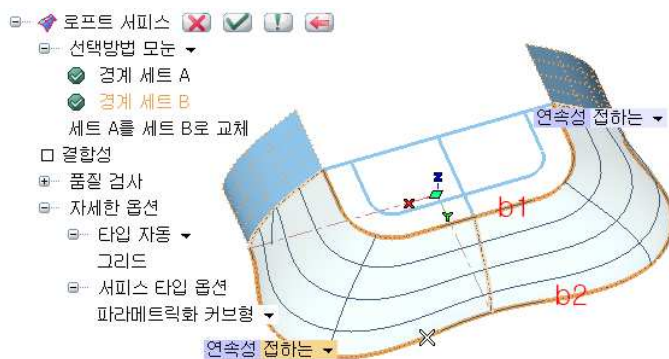 로프트 서피스
선택방법 모눈
경계 세트 A
경계 세트 B
세트 A를 세트 B로 교체
결합성
품질 검사
자세한 옵션
타입 자동
그리드
서피스 타입 옵션
파라메트릭화 커브형
연속성 접하는
연속성 접하는
Z
X
Y
b1
b2